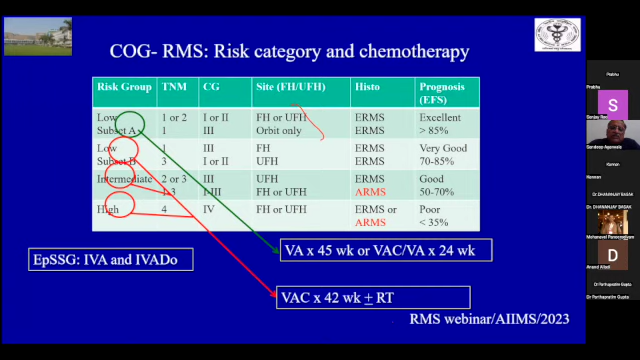 COG- RMS: Risk category and chemotherapy
Risk Group TNM CG Site (FH/UFH) Histo Prognosis (EFS)
Low 1 or 2 I or II FH or UFH ERMS Excellent
Subset A 1 III Orbit only ERMS > 85%
Low 1 III FH ERMS Very Good
Subset B 3 I or II UFH ERMS 70-85%
Intermediate 2 or 3 III UFH ERMS Good
1-3 I-III FH or UFH ARMS 50-70%
High 4 IV FH or UFH ERMS or Poor
ARMS < 35%
VA x 45 wk or VAC/VA x 24 wk
EpSSG: IVA and IVADo
VAC x 42 wk + RT
RMS webinar/AIIMS/2023
Prabhu
Prabhu
S
Sanjay
Sandeep Agarwala
Kannan
Kannan
Dr. DHANANJAY BASAK
Dr. DHANANJAY BASAK
D
Anand
Dr Parthapratim Gupta
Dr Parthapratim Gupta